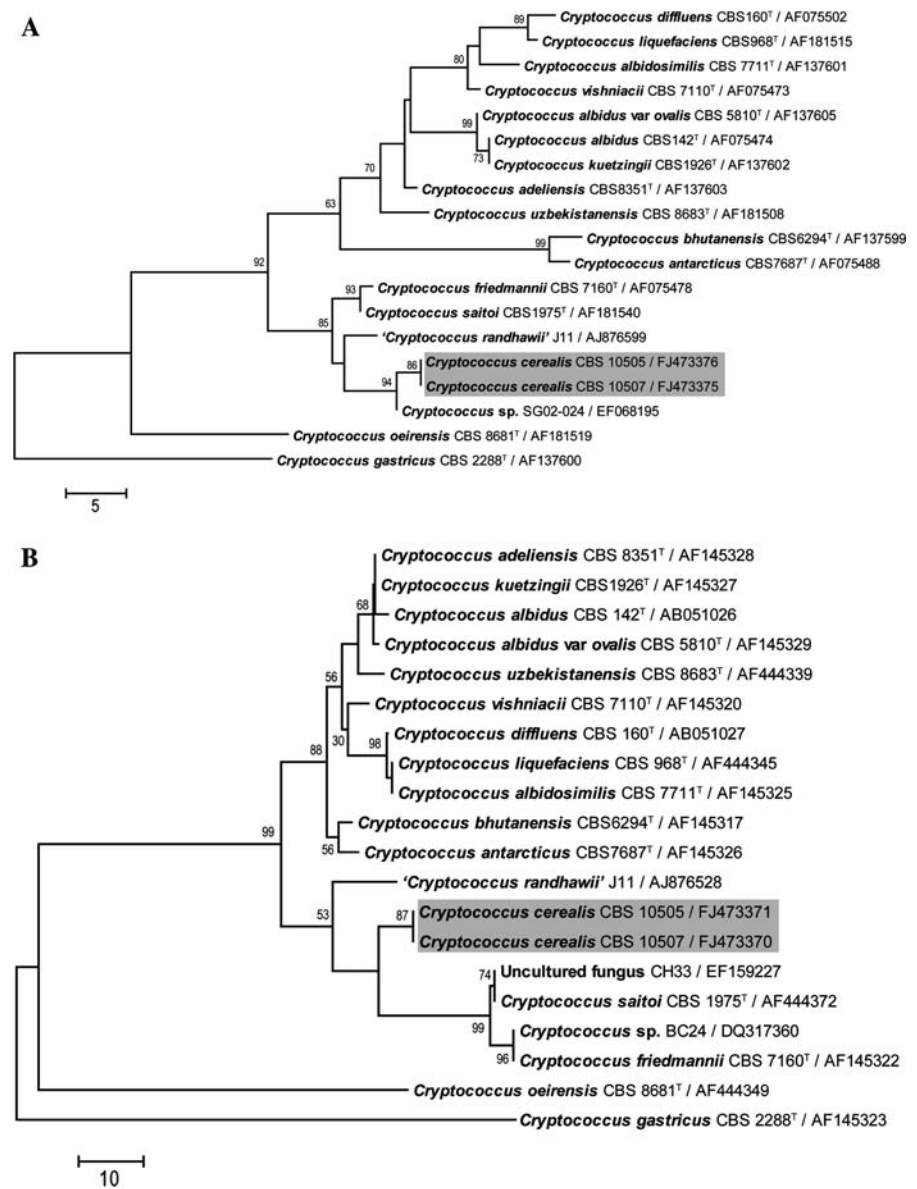 A
89
Cryptococcus diffluens CBS160ᵀ / AF075502
Cryptococcus liquefaciens CBS968ᵀ / AF181515
Cryptococcus albidosimilis CBS 7711ᵀ / AF137601
80
Cryptococcus vishniacii CBS 7110ᵀ / AF075473
Cryptococcus albidus var ovalis CBS 5810ᵀ / AF137605
99
Cryptococcus albidus CBS142ᵀ / AF075474
73
Cryptococcus kuetzingii CBS1926ᵀ / AF137602
70
Cryptococcus adeliensis CBS8351ᵀ / AF137603
63
Cryptococcus uzbekistanensis CBS 8683ᵀ / AF181508
Cryptococcus bhutanensis CBS6294ᵀ / AF137599
99
Cryptococcus antarcticus CBS7687ᵀ / AF075488
92
93
Cryptococcus friedmannii CBS 7160ᵀ / AF075478
Cryptococcus saitoi CBS1975ᵀ / AF181540
85
‘Cryptococcus randhawii’ J11 / AJ876599
86
Cryptococcus cerealis CBS 10505 / FJ473376
94
Cryptococcus cerealis CBS 10507 / FJ473375
Cryptococcus sp. SG02-024 / EF068195
Cryptococcus oeirensis CBS 8681ᵀ / AF181519
Cryptococcus gastricus CBS 2288ᵀ / AF137600
5
B
Cryptococcus adeliensis CBS 8351ᵀ / AF145328
Cryptococcus kuetzingii CBS1926ᵀ / AF145327
68
Cryptococcus albidus CBS 142ᵀ / AB051026
Cryptococcus albidus var ovalis CBS 5810ᵀ / AF145329
56
Cryptococcus uzbekistanensis CBS 8683ᵀ / AF444339
Cryptococcus vishniacii CBS 7110ᵀ / AF145320
88
30
98
Cryptococcus diffluens CBS 160ᵀ / AB051027
Cryptococcus liquefaciens CBS 968ᵀ / AF444345
Cryptococcus albidosimilis CBS 7711ᵀ / AF145325
Cryptococcus bhutanensis CBS6294ᵀ / AF145317
99
56
Cryptococcus antarcticus CBS7687ᵀ / AF145326
‘Cryptococcus randhawii’ J11 / AJ876528
53
87
Cryptococcus cerealis CBS 10505 / FJ473371
Cryptococcus cerealis CBS 10507 / FJ473370
74
Uncultured fungus CH33 / EF159227
Cryptococcus saitoi CBS 1975ᵀ / AF444372
99
Cryptococcus sp. BC24 / DQ317360
96
Cryptococcus friedmannii CBS 7160ᵀ / AF145322
Cryptococcus oeirensis CBS 8681ᵀ / AF444349
Cryptococcus gastricus CBS 2288ᵀ / AF145323
10